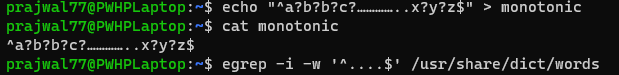 prajwal77@PWHPLaptop:~$ echo "^a?b?b?c?…………..x?y?z$" > monotonic
prajwal77@PWHPLaptop:~$ cat monotonic
^a?b?b?c?…………..x?y?z$
prajwal77@PWHPLaptop:~$ egrep -i -w '^....$' /usr/share/dict/words